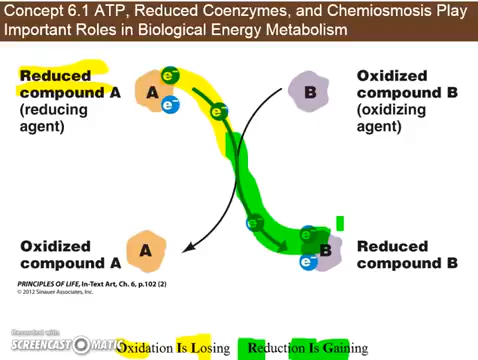 Concept 6.1 ATP, Reduced Coenzymes, and Chemiosmosis Play
Important Roles in Biological Energy Metabolism
Reduced
compound A
(reducing
agent)
A
e–
e–
e–
B
Oxidized
compound B
(oxidizing
agent)
Oxidized
compound A
A
e–
e–
e–
B
Reduced
compound B
PRINCIPLES OF LIFE, In-Text Art, Ch. 6, p.102 (2)
© 2012 Sinauer Associates, Inc.
Recorded with
SCREENCAST MATIC
Oxidation Is Losing Reduction Is Gaining